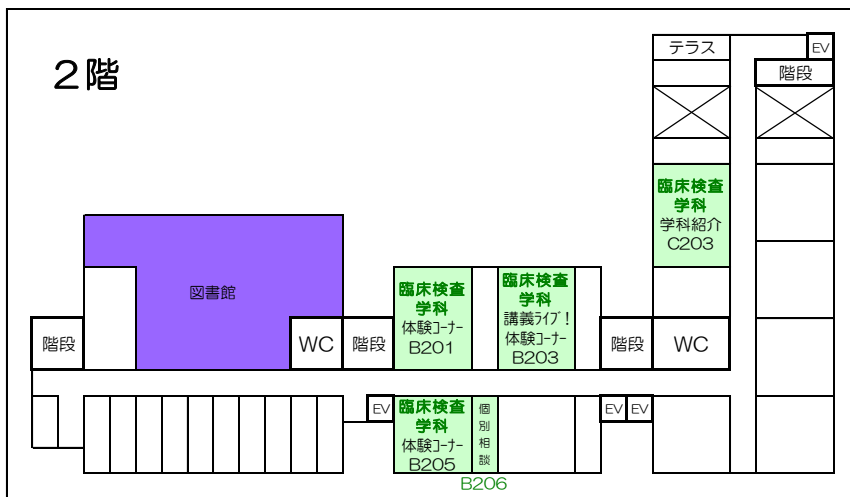 2階
テラス
EV
階段
臨床検査
学科
学科紹介
C203
図書館
臨床検査
学科
体験ｺｰﾅｰ
B201
臨床検査
学科
講義ﾗｲﾌﾞ！
体験ｺｰﾅｰ
B203
階段
WC
階段
階段
WC
EV
臨床検査
学科
体験ｺｰﾅｰ
B205
個
別
相
談
EV
EV
B206